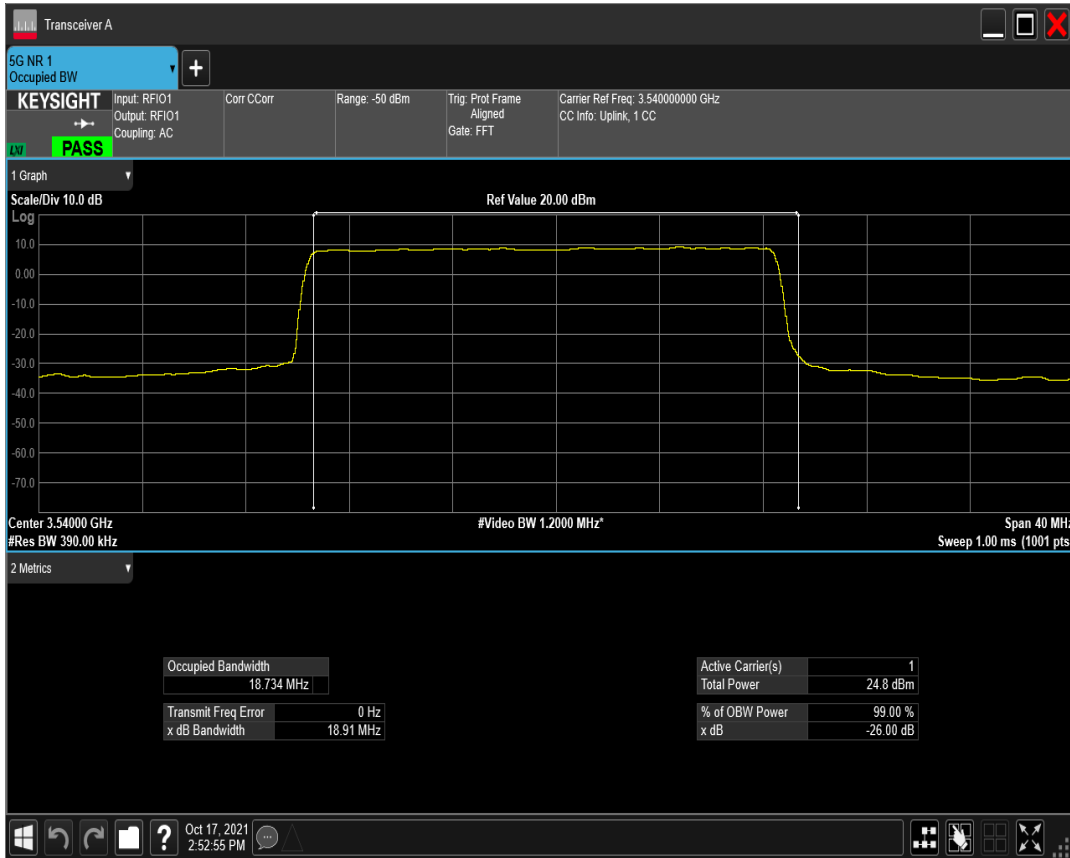 Transceiver A
5G NR 1
Occupied BW
+
KEYSIGHT
LXI
PASS
Input: RFIO1
Output: RFIO1
Coupling: AC
Corr CCorr
Range: -50 dBm
Trig: Prot Frame
Aligned
Gate: FFT
Carrier Ref Freq: 3.540000000 GHz
CC Info: Uplink, 1 CC
1 Graph
Scale/Div 10.0 dB
Ref Value 20.00 dBm
Log
10.0
0.00
-10.0
-20.0
-30.0
-40.0
-50.0
-60.0
-70.0
Center 3.54000 GHz
#Video BW 1.2000 MHz*
Span 40 MHz
#Res BW 390.00 kHz
Sweep 1.00 ms (1001 pts
2 Metrics
Occupied Bandwidth
18.734 MHz
Transmit Freq Error 0 Hz
x dB Bandwidth 18.91 MHz
Active Carrier(s) 1
Total Power 24.8 dBm
% of OBW Power 99.00 %
x dB -26.00 dB
?
Oct 17, 2021
2:52:55 PM